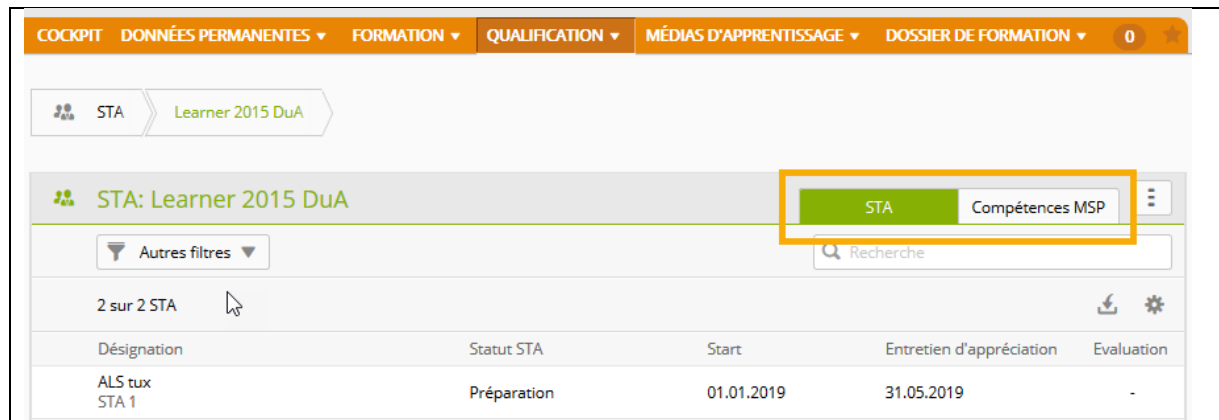 COCKPIT DONNÉES PERMANENTES FORMATION QUALIFICATION MÉDIAS D'APPRENTISSAGE DOSSIER DE FORMATION 0
STA Learner 2015 DuA
STA: Learner 2015 DuA STA Compétences MSP
Autres filtres Recherche
2 sur 2 STA
Désignation Statut STA Start Entretien d'appréciation Evaluation
ALS tux Préparation 01.01.2019 31.05.2019 -
STA 1